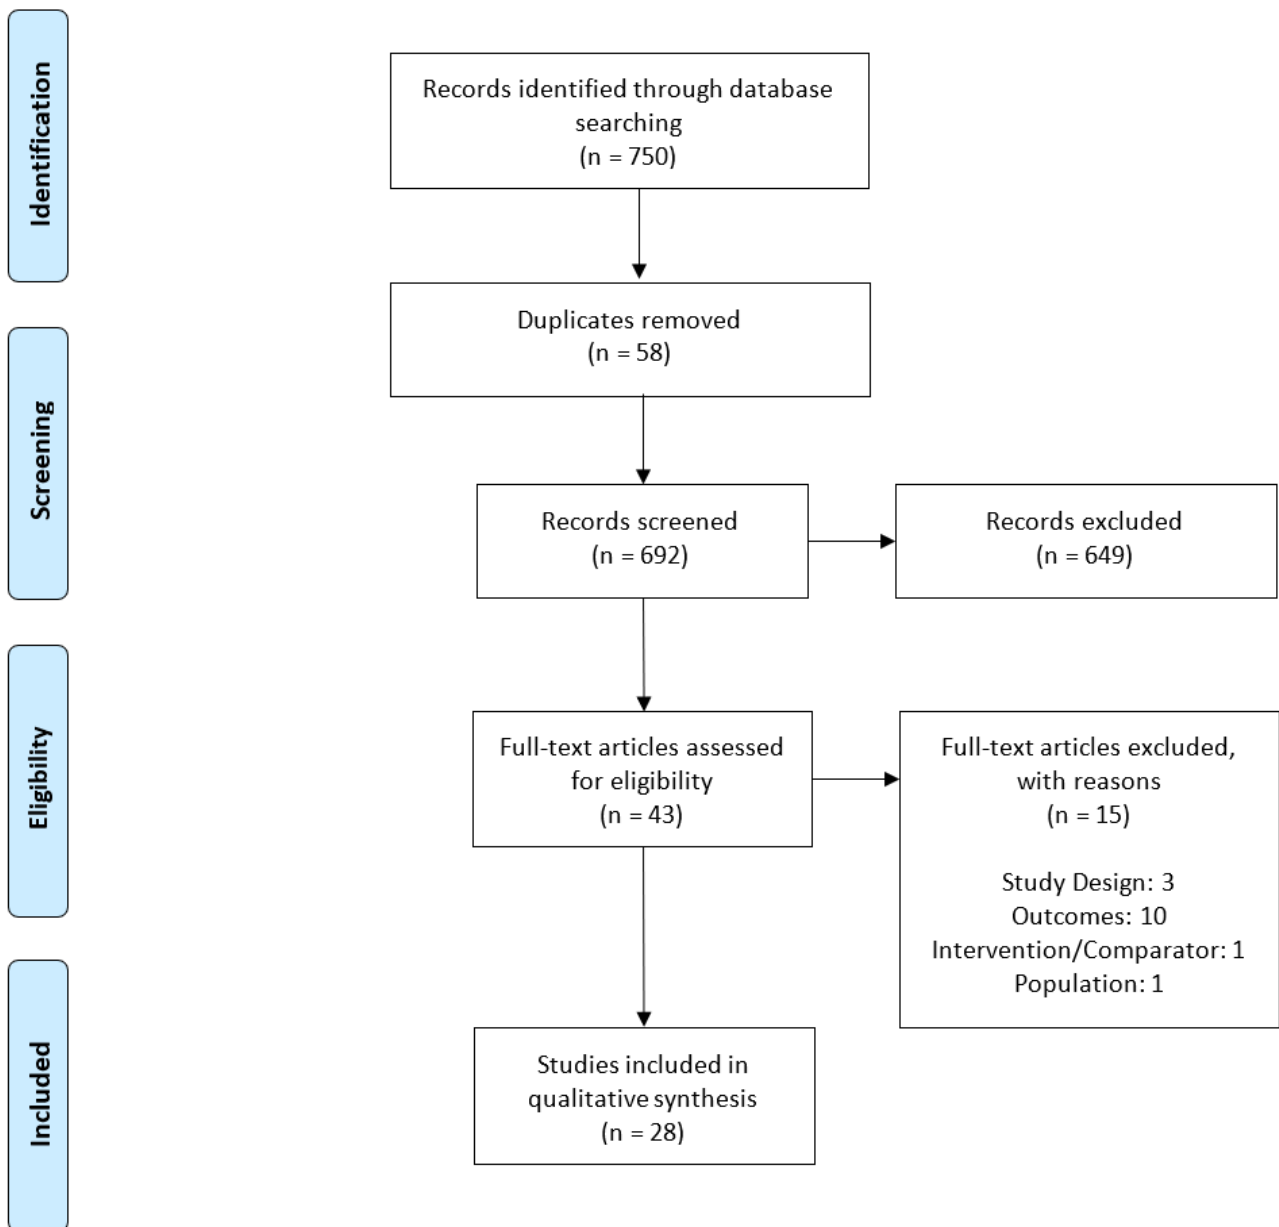 Identification
Records identified through database
searching
(n = 750)
Duplicates removed
(n = 58)
Screening
Records screened
(n = 692)
Records excluded
(n = 649)
Eligibility
Full-text articles assessed
for eligibility
(n = 43)
Full-text articles excluded,
with reasons
(n = 15)
Study Design: 3
Outcomes: 10
Intervention/Comparator: 1
Population: 1
Included
Studies included in
qualitative synthesis
(n = 28)